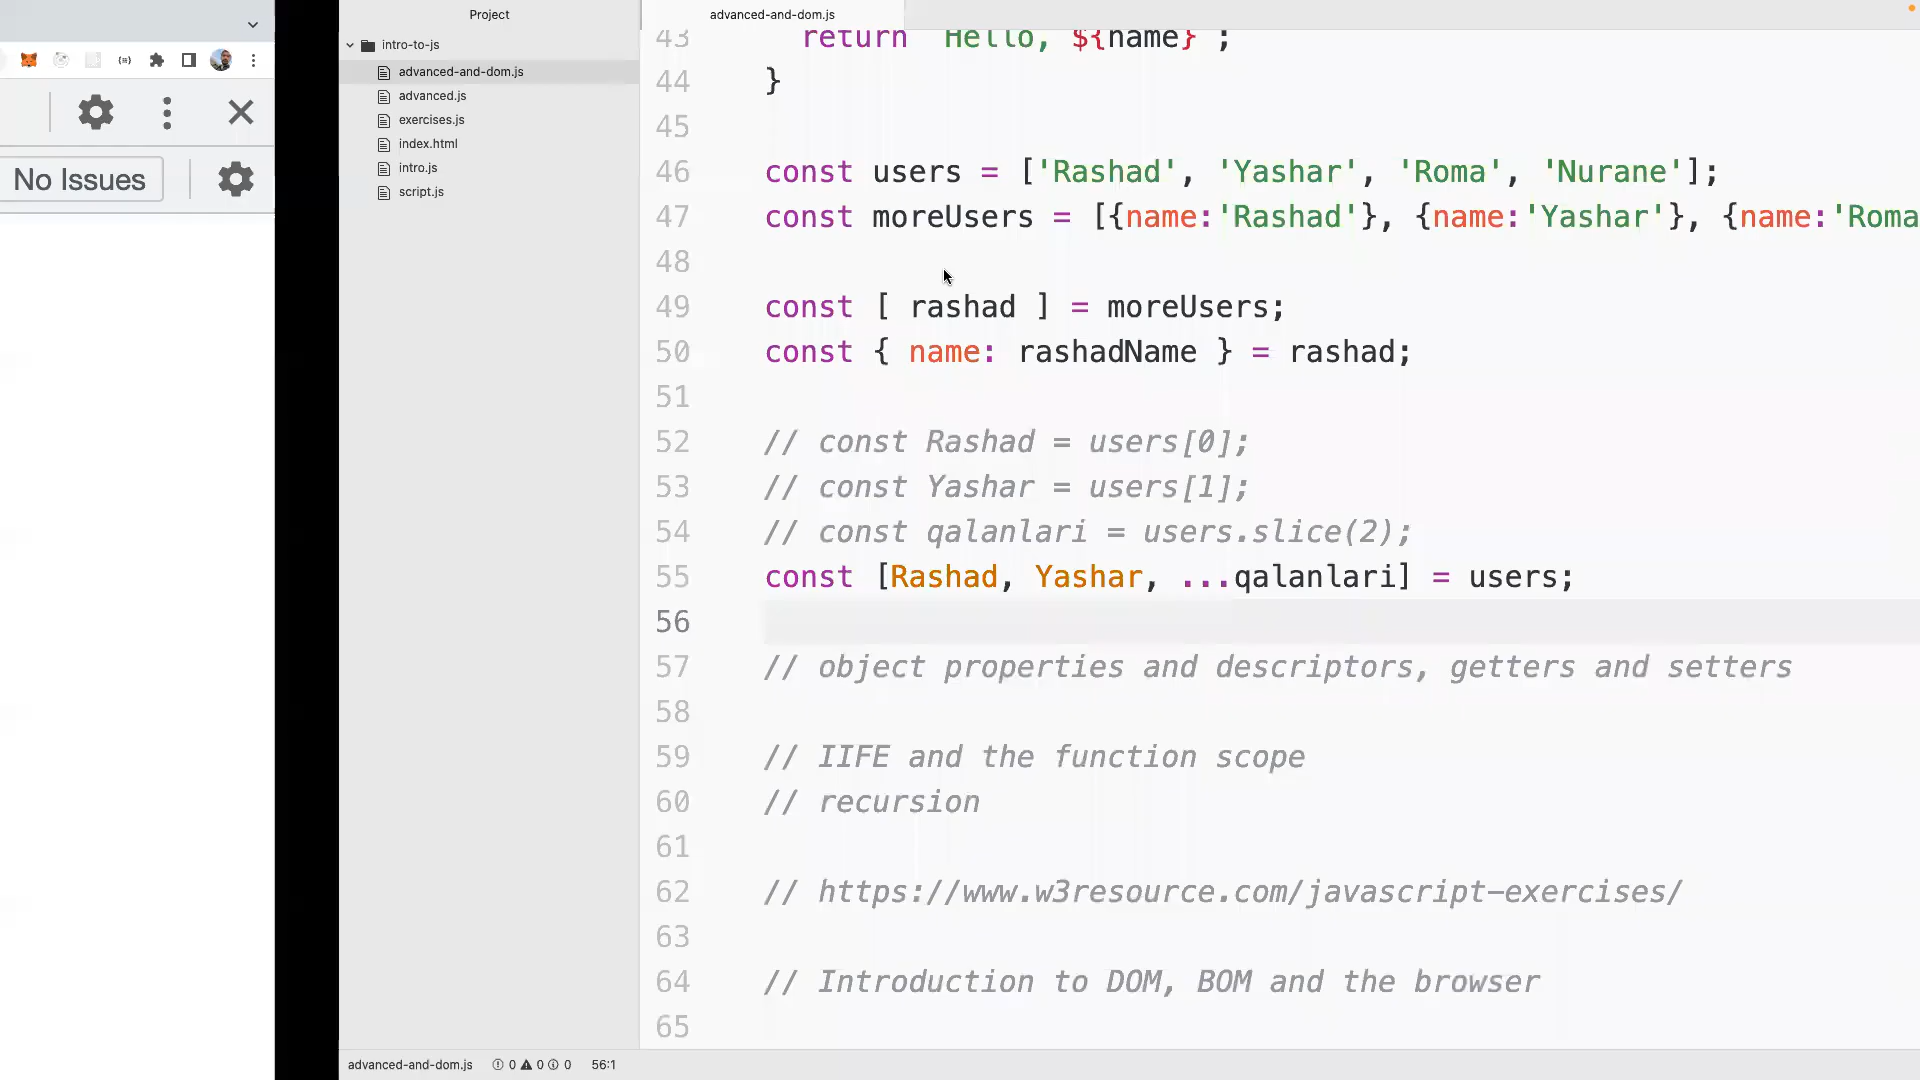 No Issues
Project
intro-to-js
advanced-and-dom.js
advanced.js
exercises.js
index.html
intro.js
script.js
advanced-and-dom.js
43 return `Hello, ${name}`;
44 }
45
46 const users = ['Rashad', 'Yashar', 'Roma', 'Nurane'];
47 const moreUsers = [{name:'Rashad'}, {name:'Yashar'}, {name:'Roma
48
49 const [ rashad ] = moreUsers;
50 const { name: rashadName } = rashad;
51
52 // const Rashad = users[0];
53 // const Yashar = users[1];
54 // const qalanlari = users.slice(2);
55 const [Rashad, Yashar, ...qalanlari] = users;
56
57 // object properties and descriptors, getters and setters
58
59 // IIFE and the function scope
60 // recursion
61
62 // https://www.w3resource.com/javascript-exercises/
63
64 // Introduction to DOM, BOM and the browser
65
advanced-and-dom.js 0 0 0 56:1